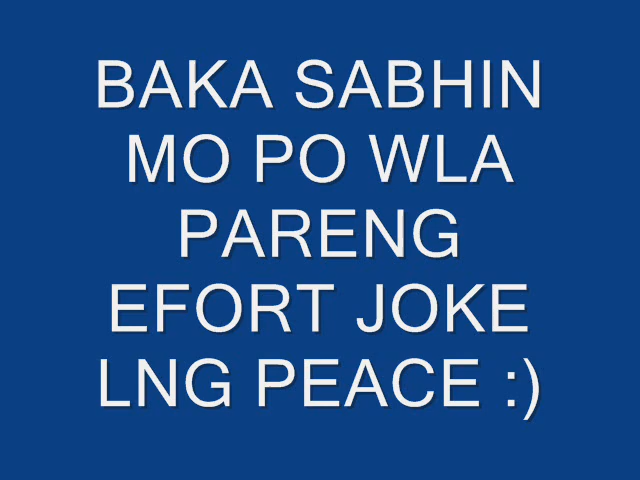 BAKA SABHIN
MO PO WLA
PARENG
EFORT JOKE
LNG PEACE :)